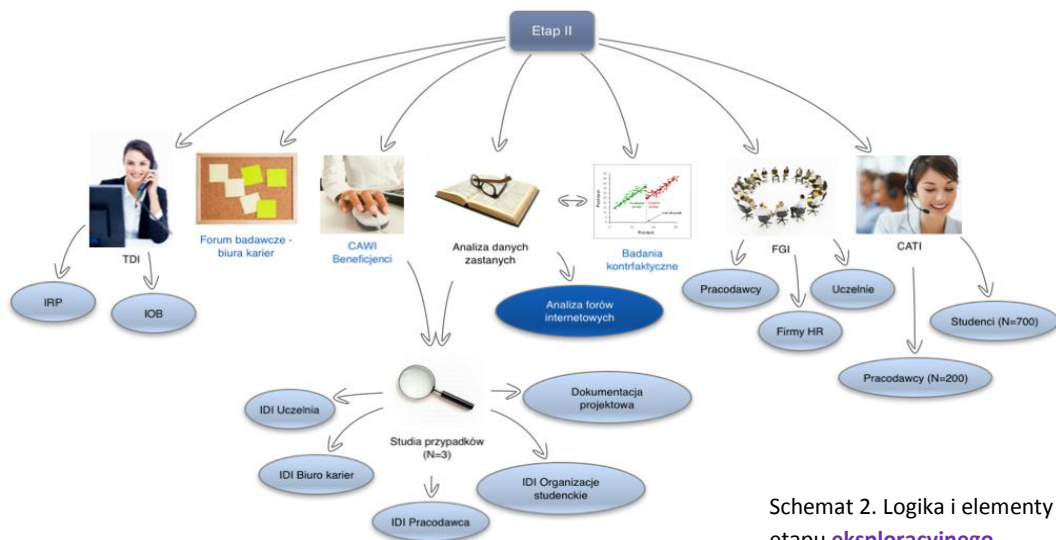 Etap II
TDI
Forum badawcze -
biura karier
CAWI
Beneficjenci
Analiza danych
zastanych
Badania
kontrfaktyczne
FGI
CATI
IRP
IOB
Analiza forów
internetowych
Pracodawcy
Firmy HR
Uczelnie
Studenci (N=700)
Pracodawcy (N=200)
Studia przypadków
(N=3)
IDI Uczelnia
IDI Biuro karier
IDI Pracodawca
IDI Organizacje
studenckie
Dokumentacja
projektowa
Schemat 2. Logika i elementy
etapu eksploracyjnego